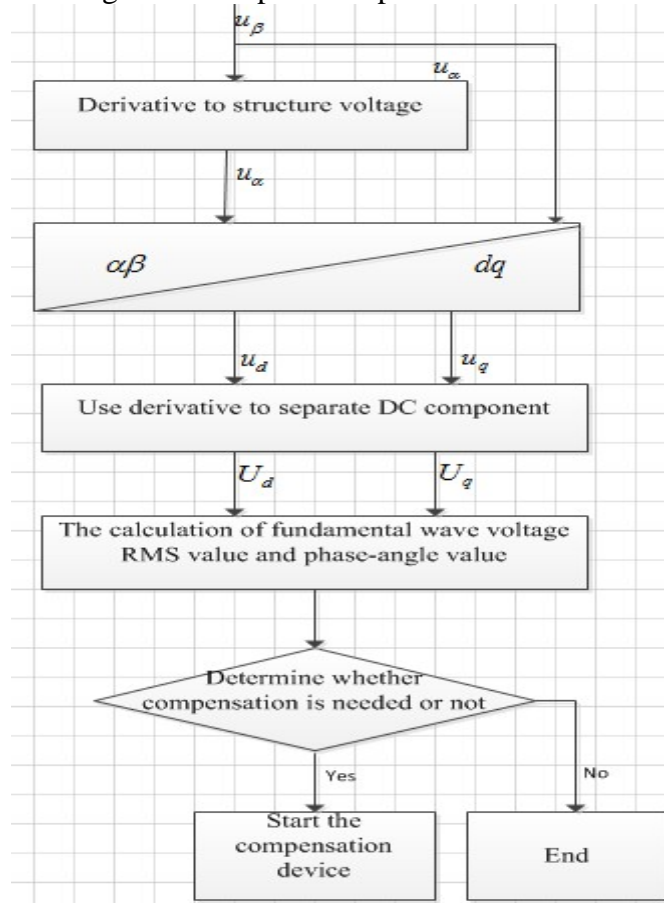 u_β
u_α
Derivative to structure voltage
u_α
αβ dq
u_d u_q
Use derivative to separate DC component
U_d U_q
The calculation of fundamental wave voltage
RMS value and phase-angle value
Determine whether
compensation is needed or not
Yes
No
Start the
compensation
device
End